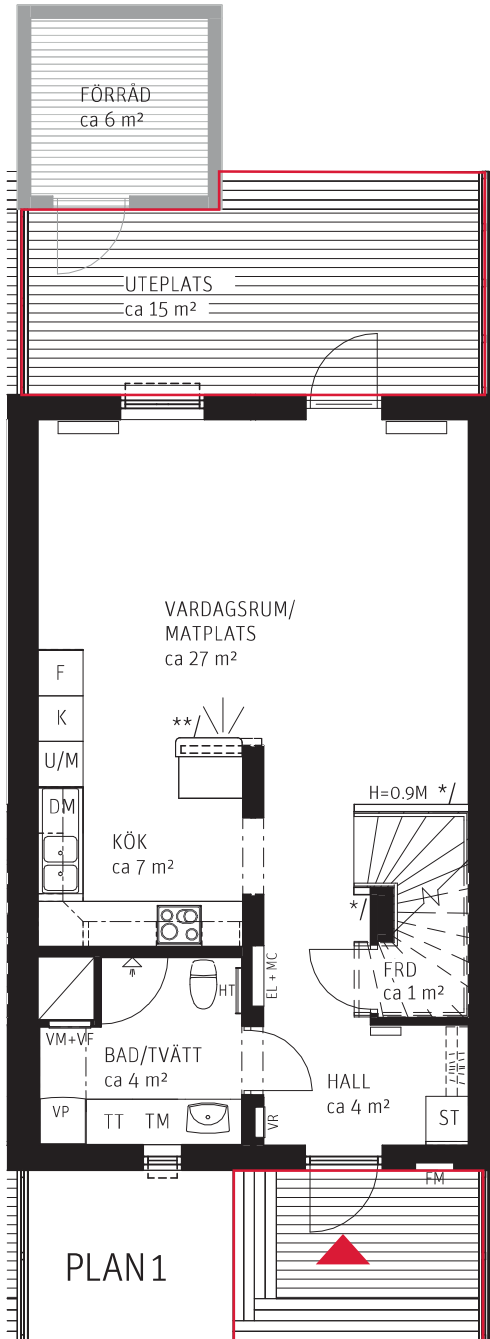 FÖRRÅD
ca 6 m²
UTEPLATS
ca 15 m²
VARDAGSRUM/
MATPLATS
ca 27 m²
F
K
**/
U/M
H=0.9M */
DM
KÖK
ca 7 m²
*/
EL + MC
FRD
ca 1 m²
HT
VM+VF
BAD/TVÄTT
ca 4 m²
HALL
ca 4 m²
VP
TT TM
VR
ST
FM
PLAN 1